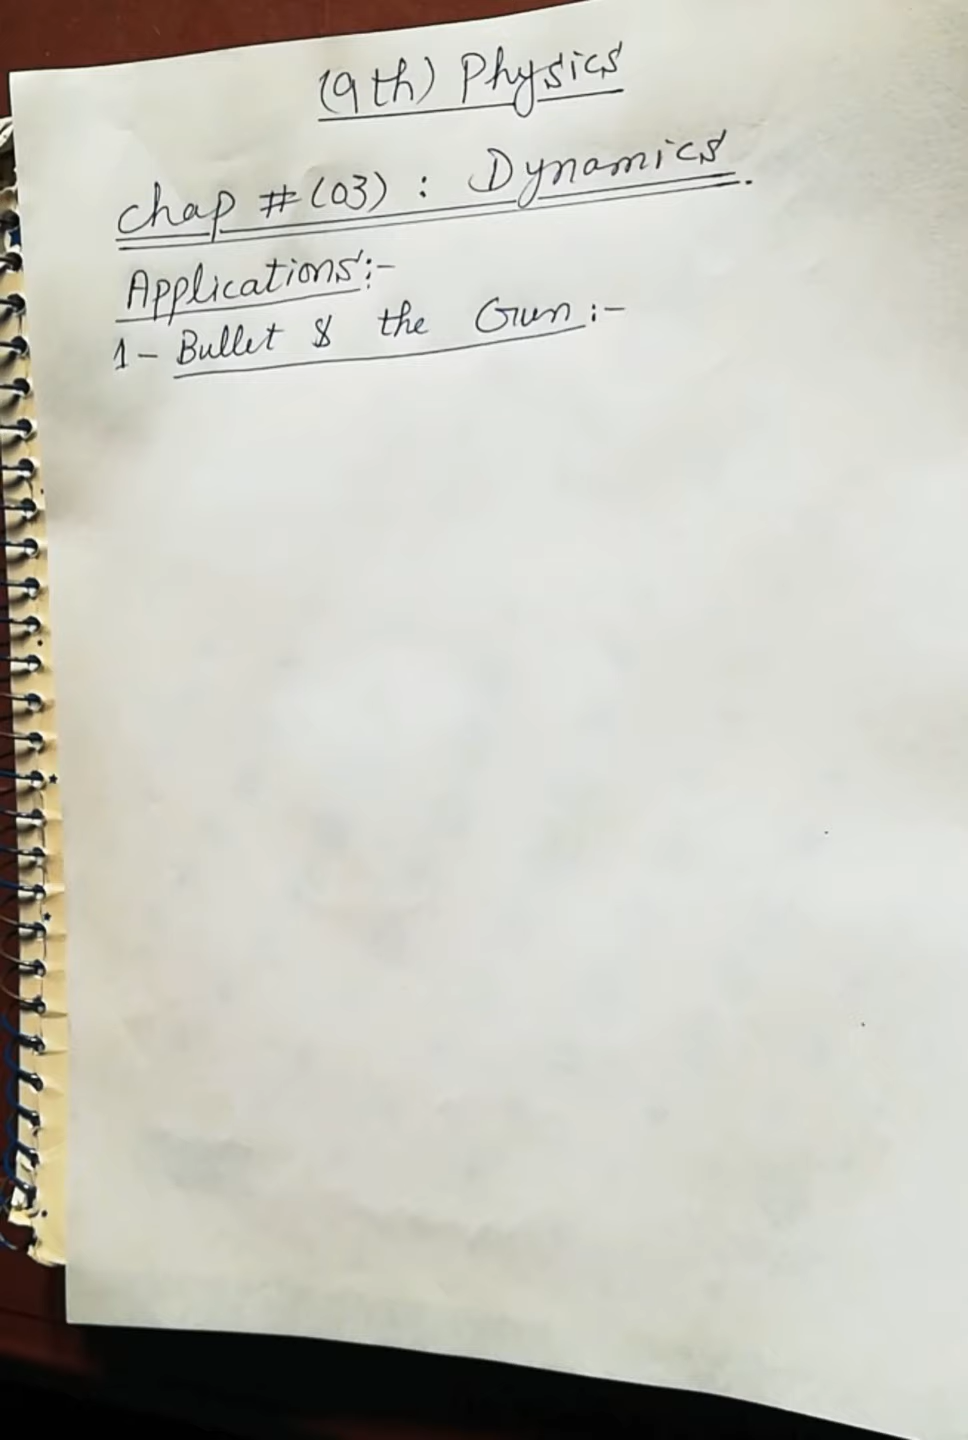 (9th) Physics
Chap # (03) : Dynamics.
Applications:-
1- Bullet & the Gun:-